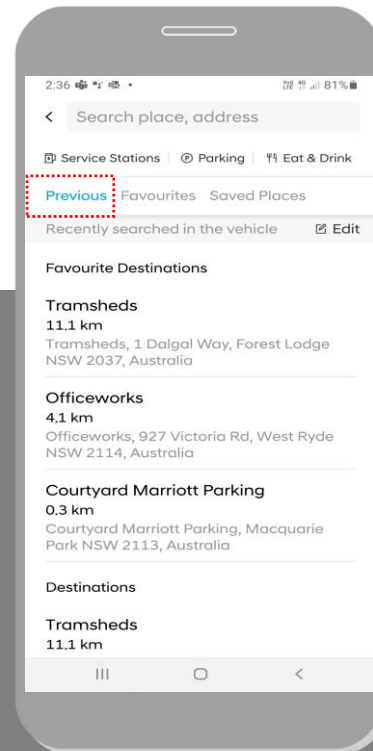 2:36 81%
Search place, address
Service Stations Parking Eat & Drink
Previous Favourites Saved Places
Recently searched in the vehicle Edit
Favourite Destinations
Tramsheds
11,1 km
Tramsheds, 1 Dalgal Way, Forest Lodge
NSW 2037, Australia
Officeworks
4,1 km
Officeworks, 927 Victoria Rd, West Ryde
NSW 2114, Australia
Courtyard Marriott Parking
0,3 km
Courtyard Marriott Parking, Macquarie
Park NSW 2113, Australia
Destinations
Tramsheds
11,1 km